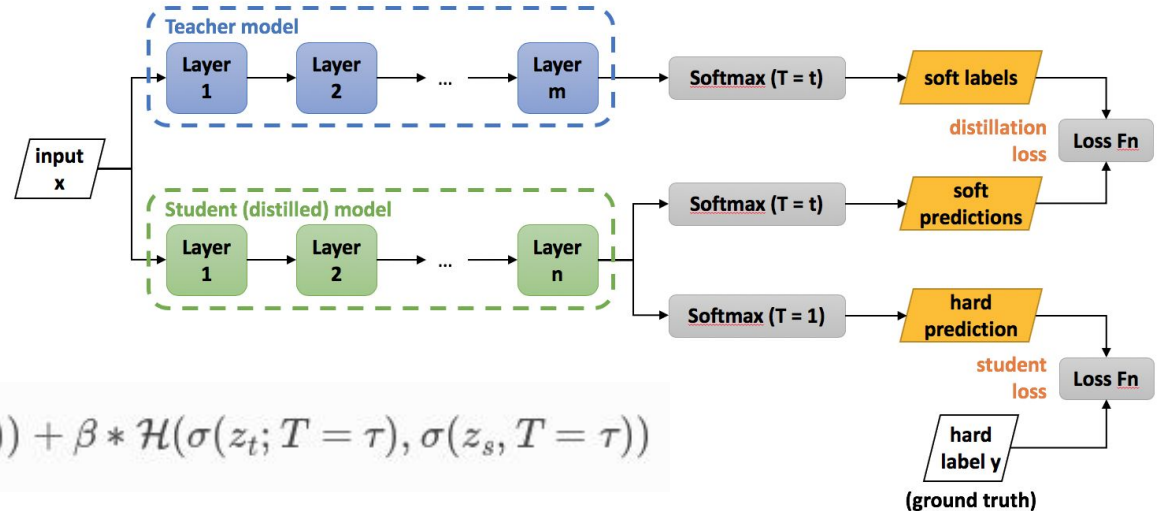 Teacher model
Layer
1
Layer
2
...
Layer
m
Softmax (T = t)
soft labels
input
x
distillation
loss
Loss Fn
Student (distilled) model
Layer
1
Layer
2
...
Layer
n
Softmax (T = t)
soft
predictions
Softmax (T = 1)
hard
prediction
student
loss
Loss Fn
)) + β * H(σ(z_t; T = τ), σ(z_s, T = τ))
hard
label y
(ground truth)